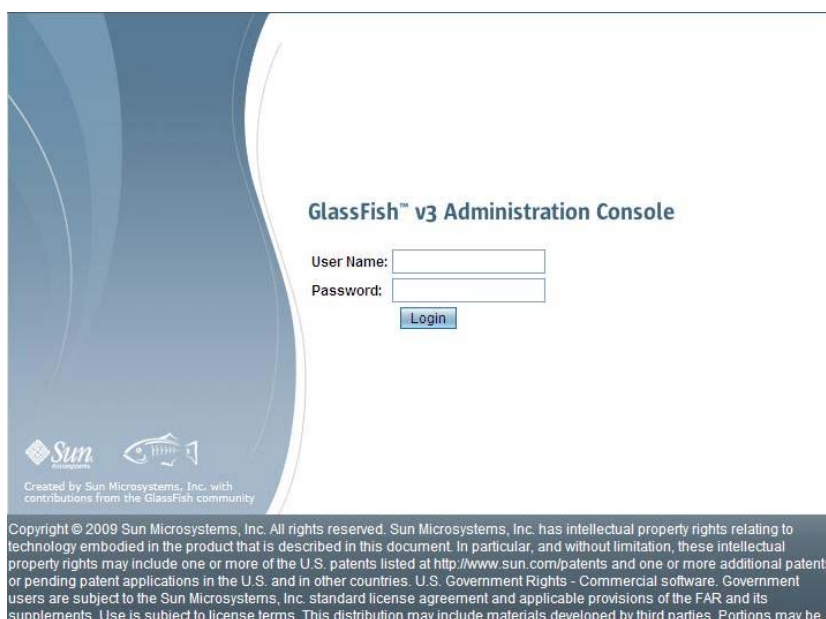 GlassFish™ v3 Administration Console
User Name:
Password:
Login
Sun
microsystems
Created by Sun Microsystems, Inc. with
contributions from the GlassFish community
Copyright © 2009 Sun Microsystems, Inc. All rights reserved. Sun Microsystems, Inc. has intellectual property rights relating to
technology embodied in the product that is described in this document. In particular, and without limitation, these intellectual
property rights may include one or more of the U.S. patents listed at http://www.sun.com/patents and one or more additional patents
or pending patent applications in the U.S. and in other countries. U.S. Government Rights - Commercial software. Government
users are subject to the Sun Microsystems, Inc. standard license agreement and applicable provisions of the FAR and its
supplements. Use is subject to license terms. This distribution may include materials developed by third parties. Portions may be